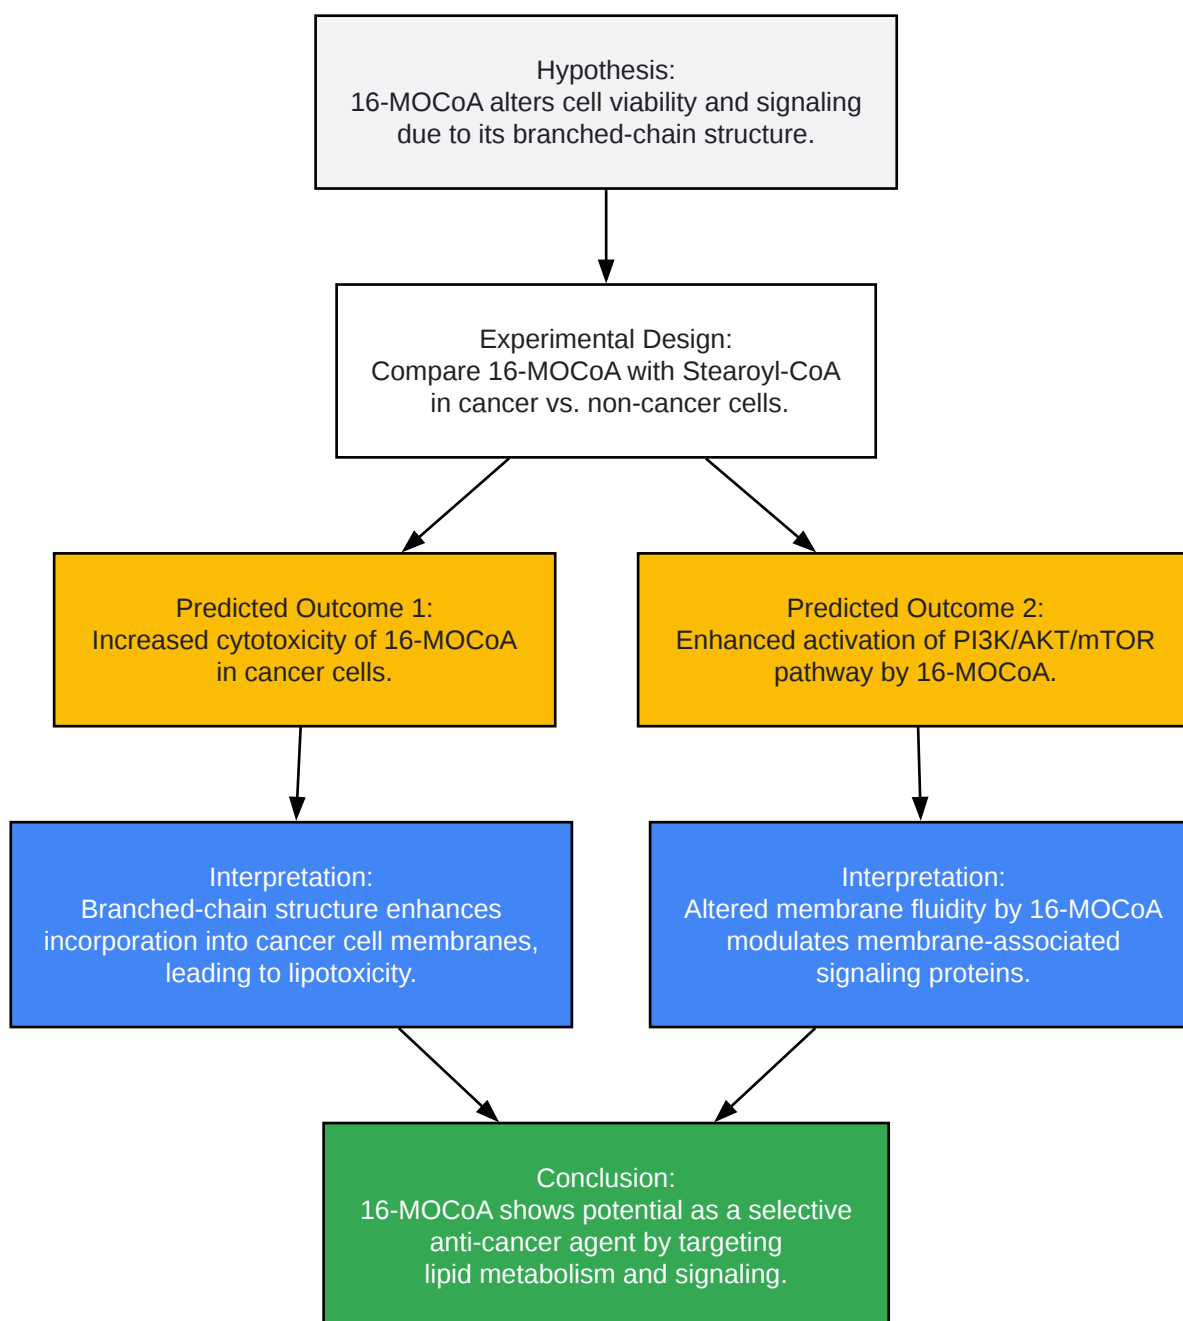 Hypothesis:
16-MOCoA alters cell viability and signaling
due to its branched-chain structure.
Experimental Design:
Compare 16-MOCoA with Stearoyl-CoA
in cancer vs. non-cancer cells.
Predicted Outcome 1:
Increased cytotoxicity of 16-MOCoA
in cancer cells.
Predicted Outcome 2:
Enhanced activation of PI3K/AKT/mTOR
pathway by 16-MOCoA.
Interpretation:
Branched-chain structure enhances
incorporation into cancer cell membranes,
leading to lipotoxicity.
Interpretation:
Altered membrane fluidity by 16-MOCoA
modulates membrane-associated
signaling proteins.
Conclusion:
16-MOCoA shows potential as a selective
anti-cancer agent by targeting
lipid metabolism and signaling.